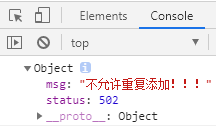 Elements Console
top
Object i
msg: "不允许重复添加!!!"
status: 502
__proto__: Object